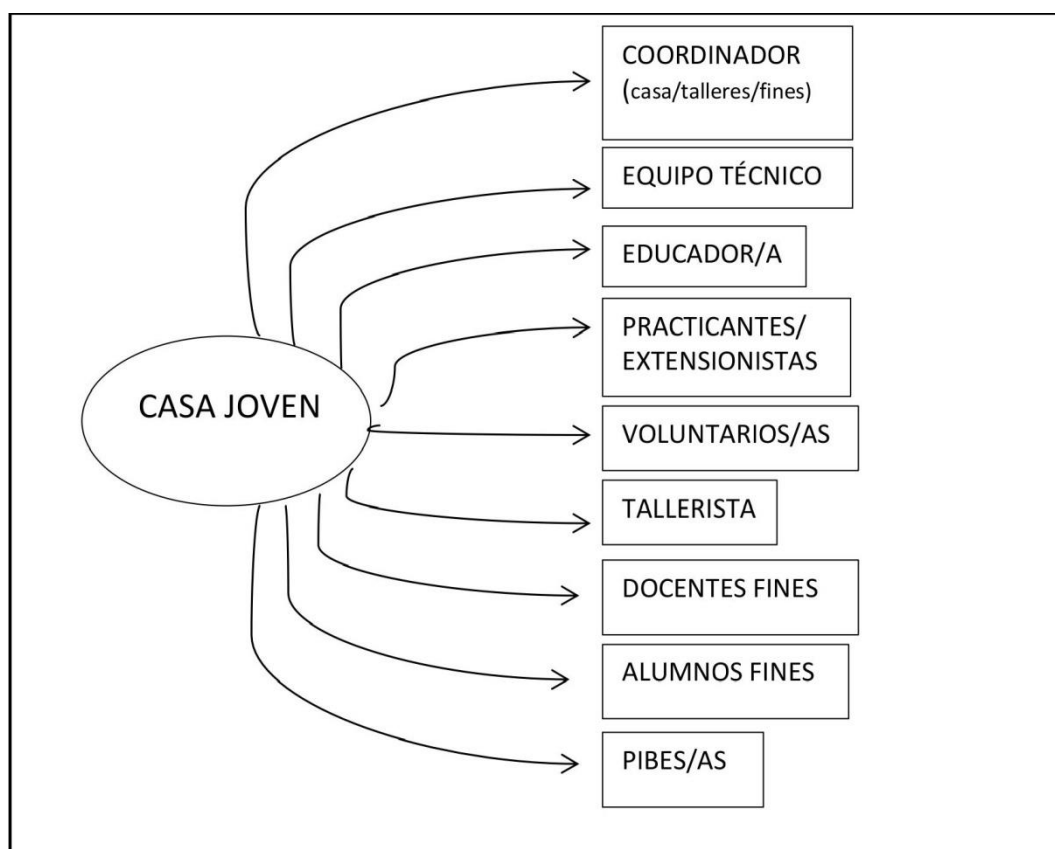 COORDINADOR
(casa/talleres/fines)
EQUIPO TÉCNICO
EDUCADOR/A
PRACTICANTES/
EXTENSIONISTAS
CASA JOVEN
VOLUNTARIOS/AS
TALLERISTA
DOCENTES FINES
ALUMNOS FINES
PIBES/AS